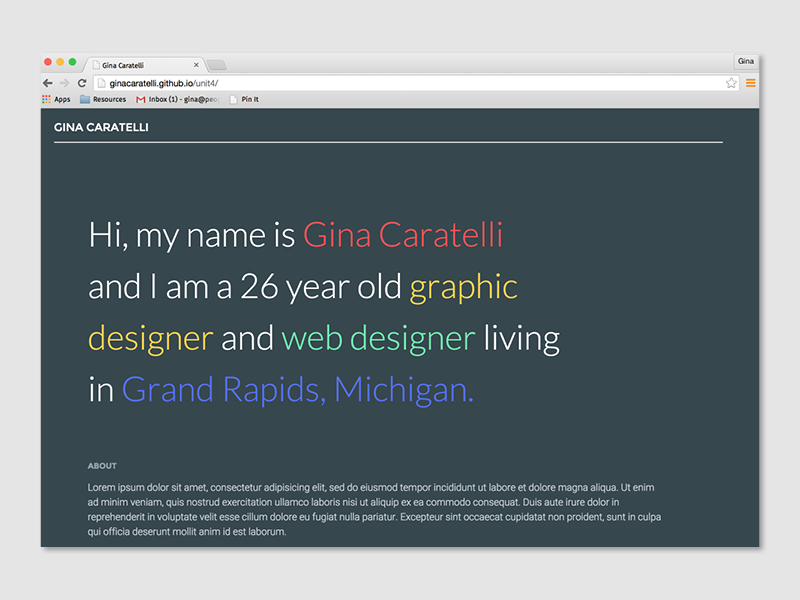 Gina Caratelli
Gina
ginacaratelli.github.io/unit4/
Apps Resources Inbox (1) - gina@peo Pin It
GINA CARATELLI
Hi, my name is Gina Caratelli
and I am a 26 year old graphic
designer and web designer living
in Grand Rapids, Michigan.
ABOUT
Lorem ipsum dolor sit amet, consectetur adipisicing elit, sed do eiusmod tempor incididunt ut labore et dolore magna aliqua. Ut enim
ad minim veniam, quis nostrud exercitation ullamco laboris nisi ut aliquip ex ea commodo consequat. Duis aute irure dolor in
reprehenderit in voluptate velit esse cillum dolore eu fugiat nulla pariatur. Excepteur sint occaecat cupidatat non proident, sunt in culpa
qui officia deserunt mollit anim id est laborum.